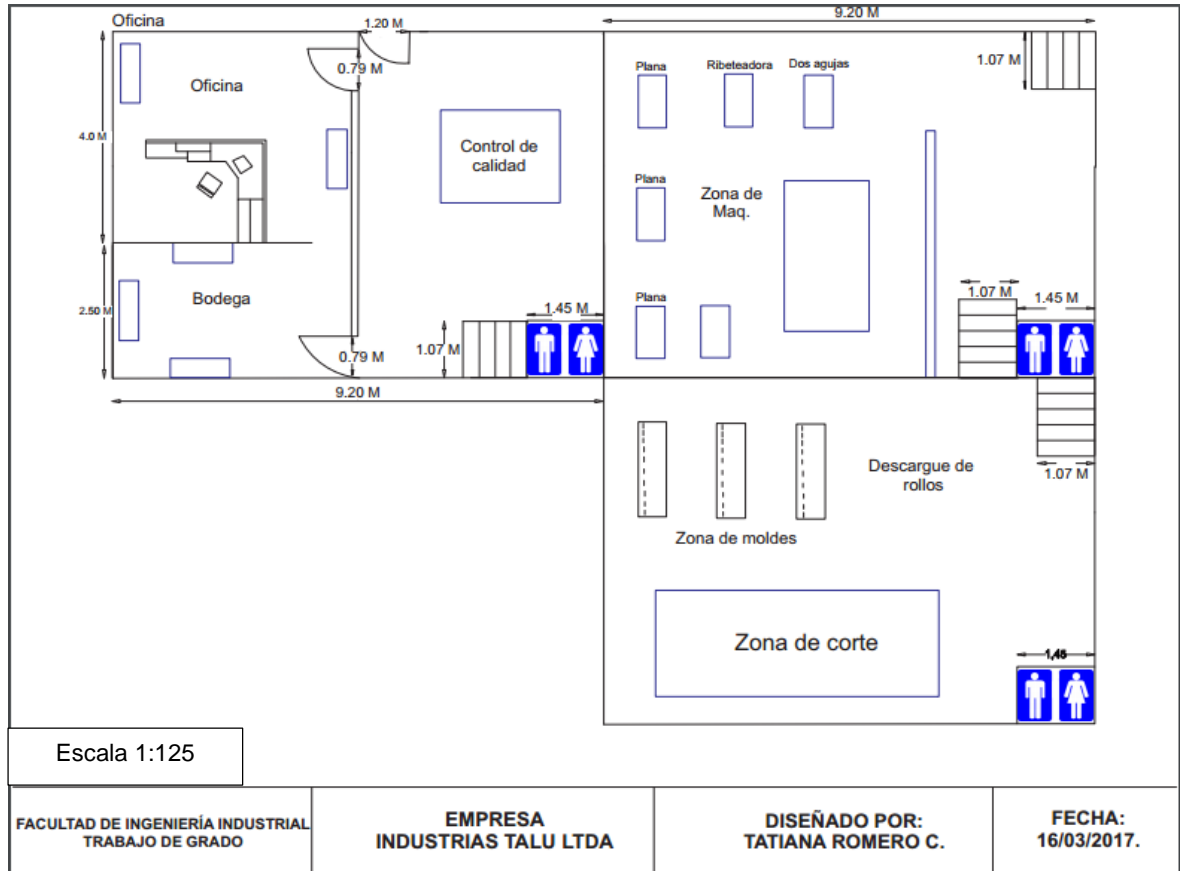 Oficina
1.20 M
9.20 M
0.79 M
1.07 M
Plana
Ribeteadora
Dos agujas
Oficina
4.0 M
Control de
calidad
Plana
Zona de
Maq.
Bodega
2.50 M
Plana
1.07 M
1.45 M
1.45 M
0.79 M
1.07 M
9.20 M
Descargue de
rollos
1.07 M
Zona de moldes
Zona de corte
1,45
Escala 1:125
FACULTAD DE INGENIERÍA INDUSTRIAL
TRABAJO DE GRADO
EMPRESA
INDUSTRIAS TALU LTDA
DISEÑADO POR:
TATIANA ROMERO C.
FECHA:
16/03/2017.